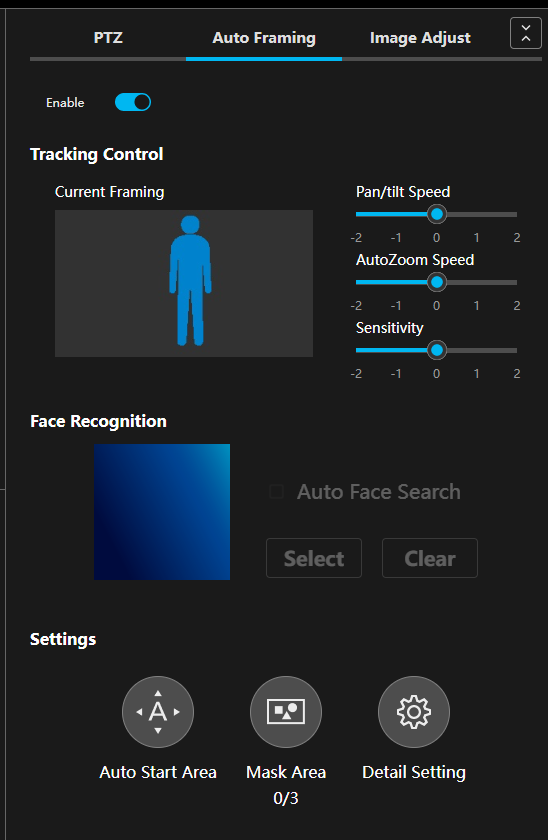 PTZ
Auto Framing
Image Adjust
Enable
Tracking Control
Current Framing
Pan/tilt Speed
-2 -1 0 1 2
AutoZoom Speed
-2 -1 0 1 2
Sensitivity
-2 -1 0 1 2
Face Recognition
Auto Face Search
Select
Clear
Settings
A
Auto Start Area
Mask Area
0/3
Detail Setting